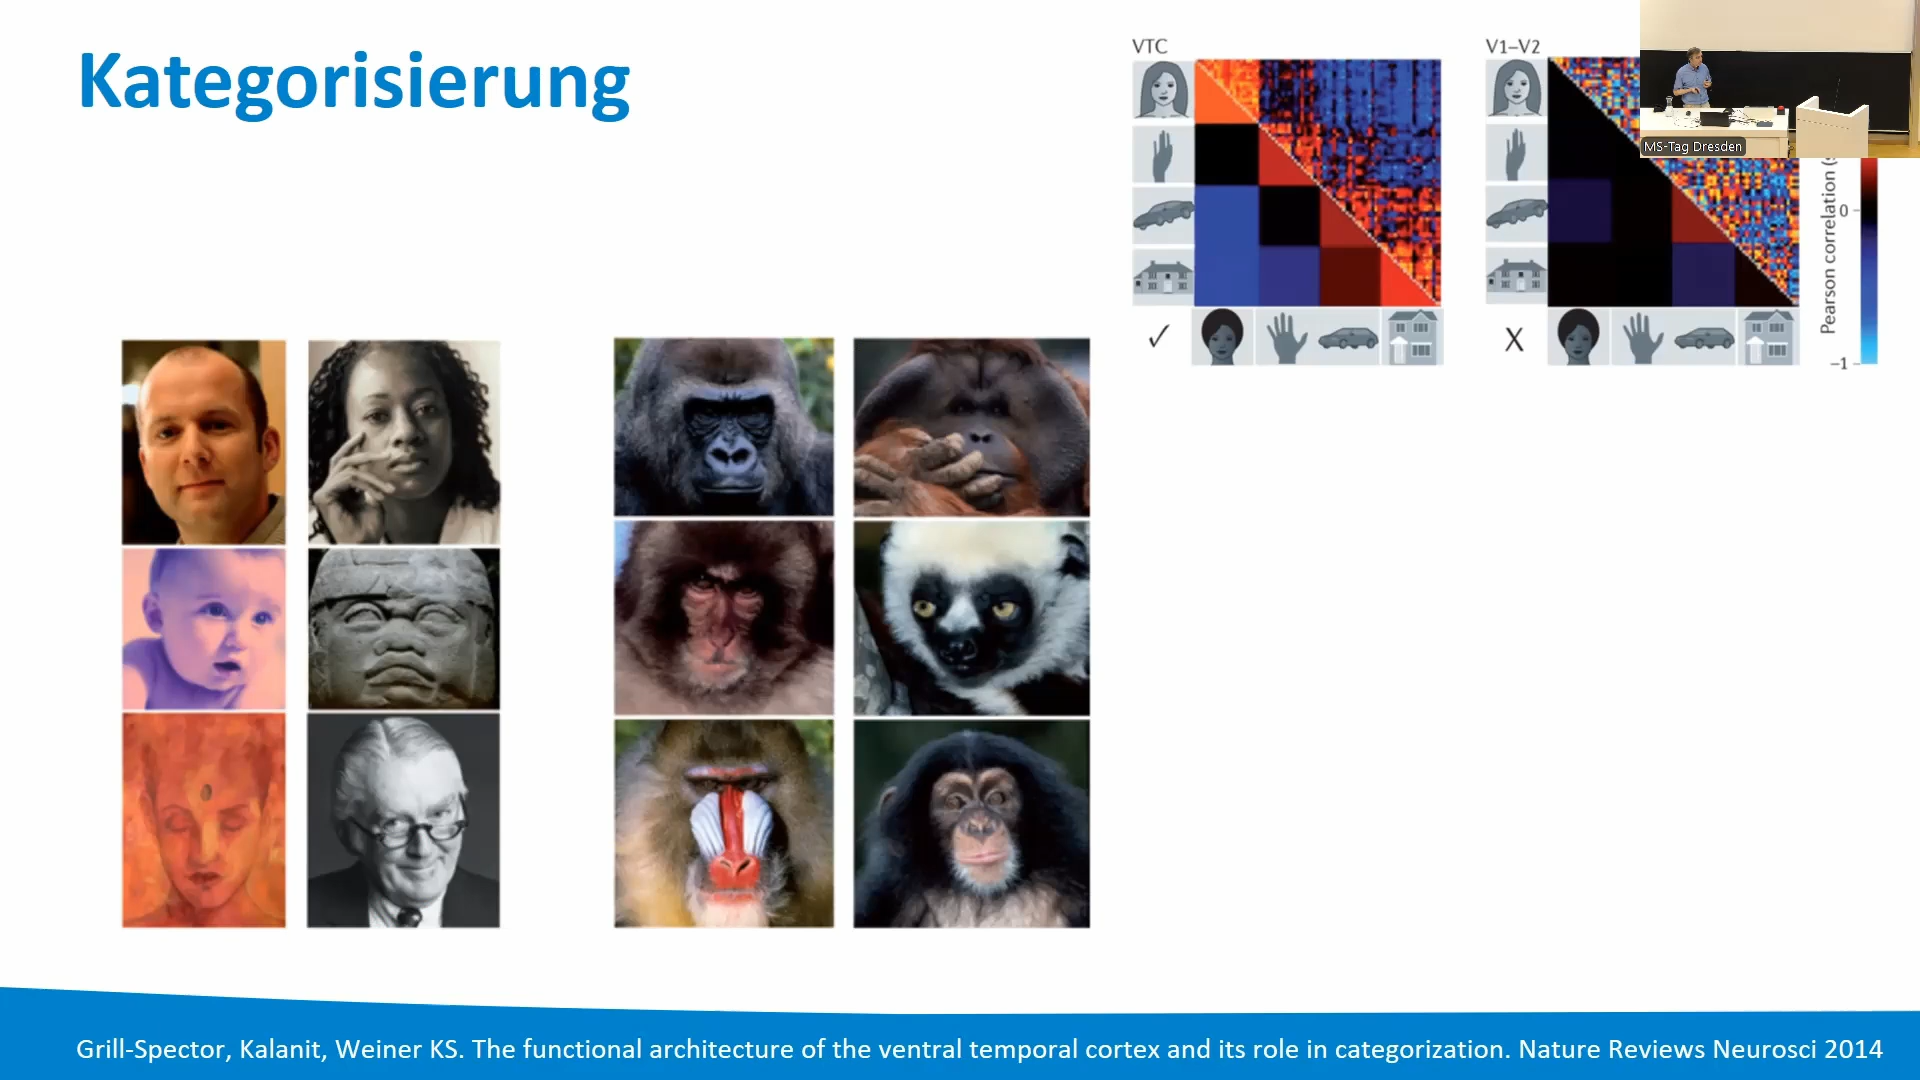 Kategorisierung
VTC
V1–V2
MS-Tag Dresden
Pearson correlation
0
–1
✓
X
Grill-Spector, Kalanit, Weiner KS. The functional architecture of the ventral temporal cortex and its role in categorization. Nature Reviews Neurosci 2014